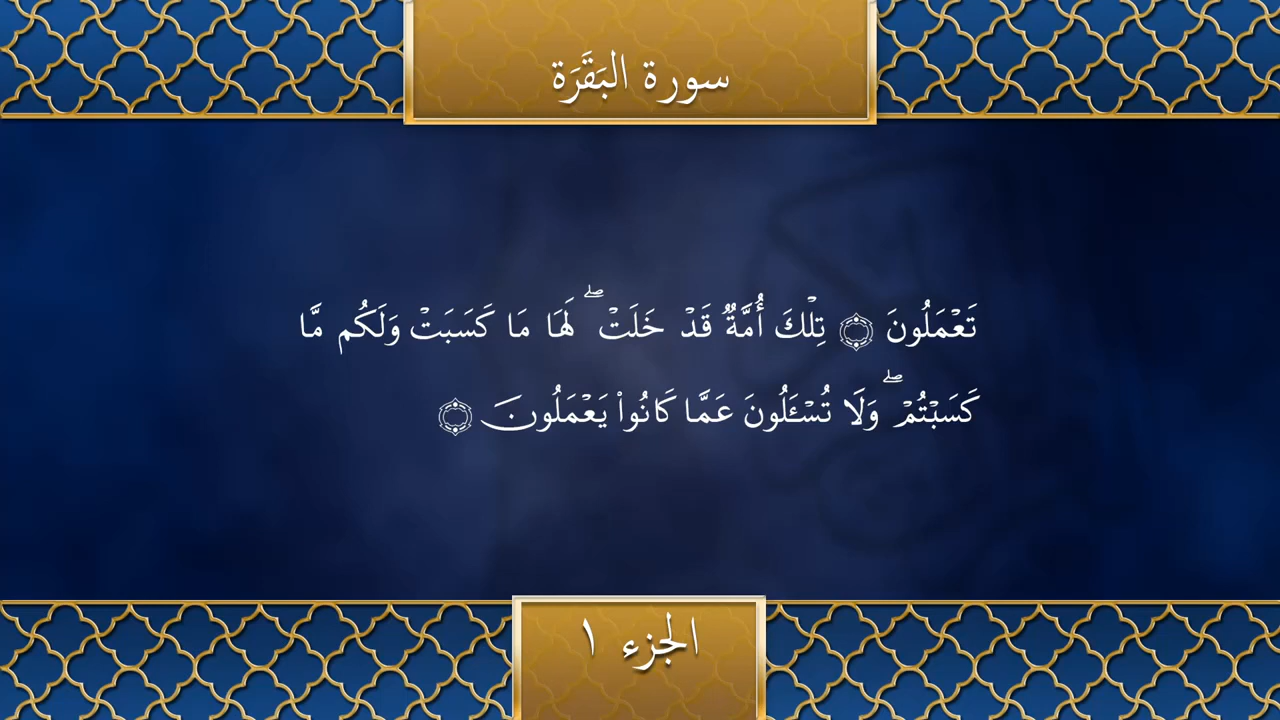 سورة البَقَرَة
تَعْمَلُونَ ۝ تِلْكَ أُمَّةٌ قَدْ خَلَتْ ۖ لَهَا مَا كَسَبَتْ وَلَكُم مَّا
كَسَبْتُمْ ۖ وَلَا تُسْـَٔلُونَ عَمَّا كَانُوا۟ يَعْمَلُونَ ۝
الجزء ١